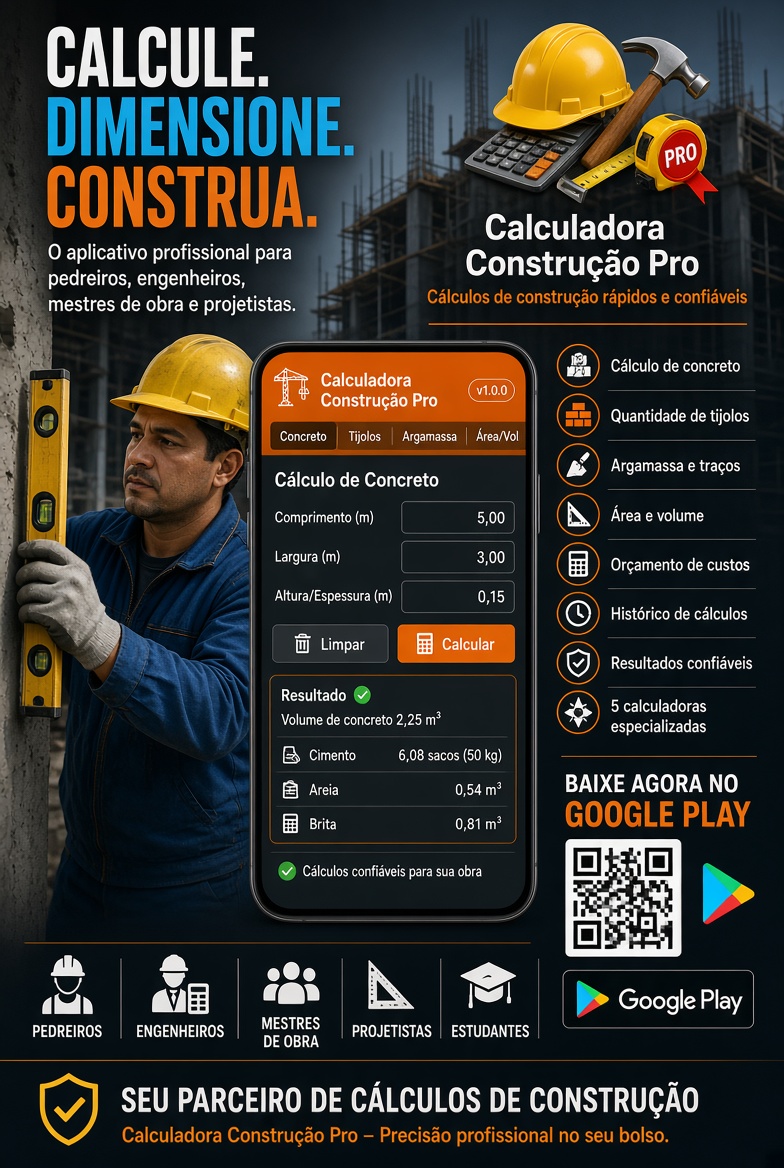 CALCULE.
DIMENSIONE.
CONSTRUA.
O aplicativo profissional para
pedreiros, engenheiros,
mestres de obra e projetistas.
PRO
Calculadora
Construção Pro
Cálculos de construção rápidos e confiáveis
Calculadora
Construção Pro
v1.0.0
Concreto
Tijolos
Argamassa
Área/Vol
Cálculo de Concreto
Comprimento (m) 5,00
Largura (m) 3,00
Altura/Espessura (m) 0,15
Limpar
Calcular
Resultado
Volume de concreto 2,25 m³
Cimento 6,08 sacos (50 kg)
Areia 0,54 m³
Brita 0,81 m³
Cálculos confiáveis para sua obra
Cálculo de concreto
Quantidade de tijolos
Argamassa e traços
Área e volume
Orçamento de custos
Histórico de cálculos
Resultados confiáveis
5 calculadoras
especializadas
BAIXE AGORA NO
GOOGLE PLAY
Google Play
PEDREIROS
ENGENHEIROS
MESTRES
DE OBRA
PROJETISTAS
ESTUDANTES
SEU PARCEIRO DE CÁLCULOS DE CONSTRUÇÃO
Calculadora Construção Pro – Precisão profissional no seu bolso.